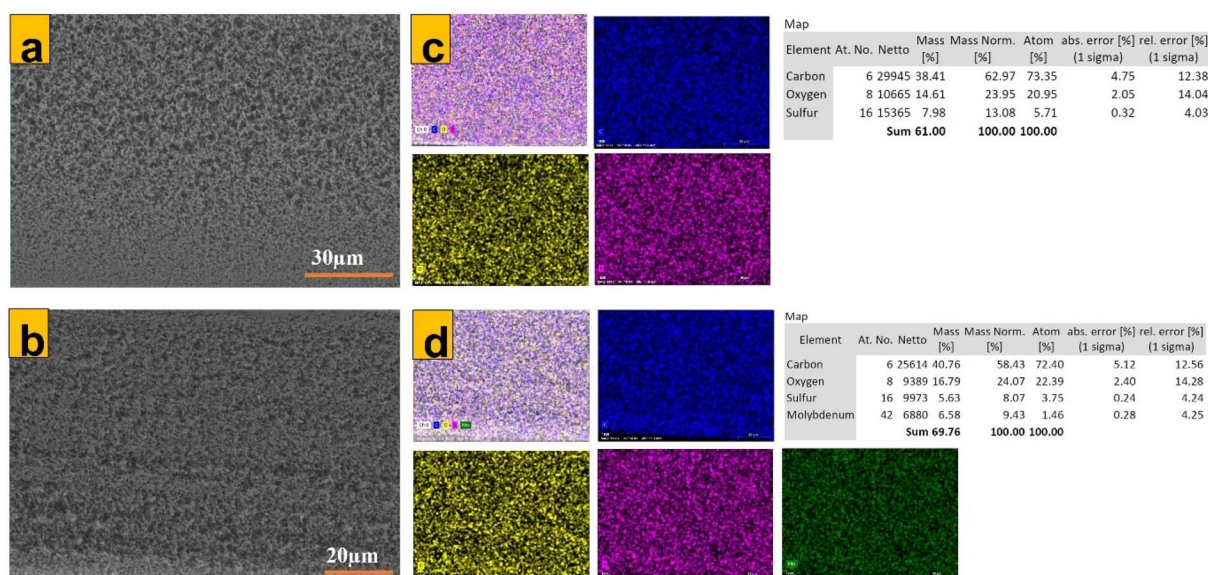 a
30µm
c
Map
Element At. No. Netto Mass [%] Mass Norm. [%] Atom [%] abs. error [%] (1 sigma) rel. error [%] (1 sigma)
Carbon 6 29945 38.41 62.97 73.35 4.75 12.38
Oxygen 8 10665 14.61 23.95 20.95 2.05 14.04
Sulfur 16 15365 7.98 13.08 5.71 0.32 4.03
Sum 61.00 100.00 100.00
b
20µm
d
Map
Element At. No. Netto Mass [%] Mass Norm. [%] Atom [%] abs. error [%] (1 sigma) rel. error [%] (1 sigma)
Carbon 6 25614 40.76 58.43 72.40 5.12 12.56
Oxygen 8 9389 16.79 24.07 22.39 2.40 14.28
Sulfur 16 9973 5.63 8.07 3.75 0.24 4.24
Molybdenum 42 6880 6.58 9.43 1.46 0.28 4.25
Sum 69.76 100.00 100.00